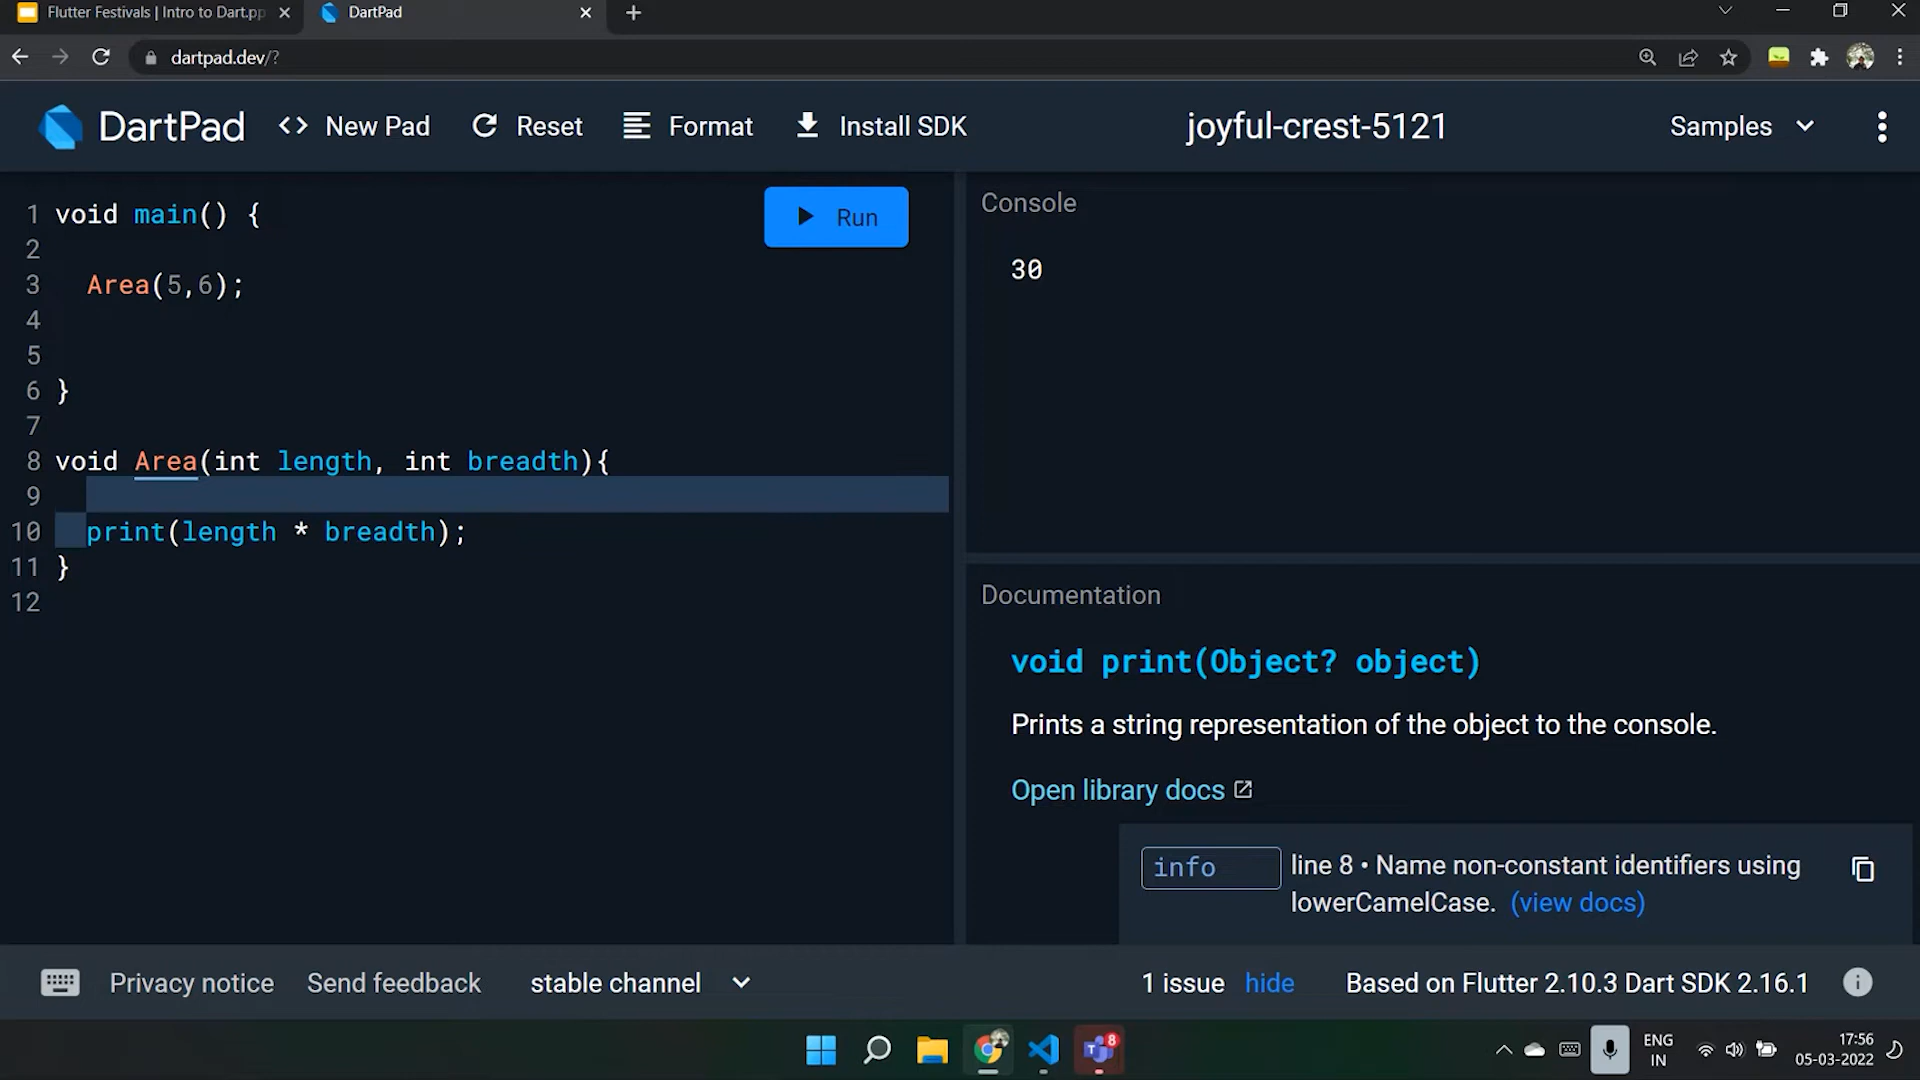 Flutter Festivals | Intro to Dart.pp
DartPad
dartpad.dev/?
DartPad
<> New Pad
Reset
Format
Install SDK
joyful-crest-5121
Samples
1 void main() {
2
3 Area(5,6);
4
5
6 }
7
8 void Area(int length, int breadth){
9
10 print(length * breadth);
11 }
12
Run
Console
30
Documentation
void print(Object? object)
Prints a string representation of the object to the console.
Open library docs
info
line 8 • Name non-constant identifiers using
lowerCamelCase. (view docs)
Privacy notice
Send feedback
stable channel
1 issue hide
Based on Flutter 2.10.3 Dart SDK 2.16.1
T
8
ENG
IN
17:56
05-03-2022